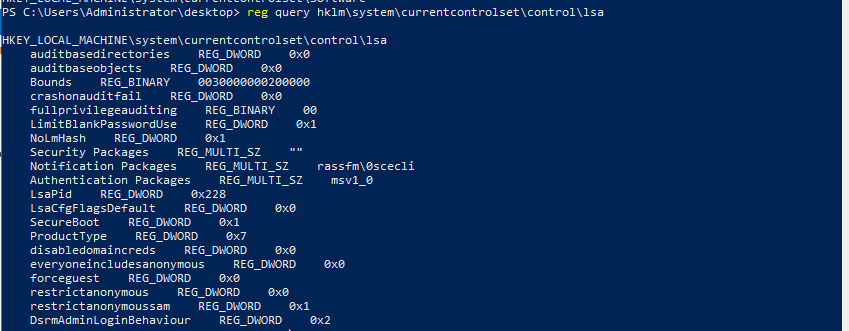 PS C:\Users\Administrator\desktop> reg query hklm\system\currentcontrolset\control\lsa
HKEY_LOCAL_MACHINE\system\currentcontrolset\control\lsa
auditbasedirectories REG_DWORD 0x0
auditbaseobjects REG_DWORD 0x0
Bounds REG_BINARY 0030000000200000
crashonauditfail REG_DWORD 0x0
fullprivilegeauditing REG_BINARY 00
LimitBlankPasswordUse REG_DWORD 0x1
NoLmHash REG_DWORD 0x1
Security Packages REG_MULTI_SZ ""
Notification Packages REG_MULTI_SZ rassfm\0scecli
Authentication Packages REG_MULTI_SZ msv1_0
LsaPid REG_DWORD 0x228
LsaCfgFlagsDefault REG_DWORD 0x0
SecureBoot REG_DWORD 0x1
ProductType REG_DWORD 0x7
disabledomaincreds REG_DWORD 0x0
everyoneincludesanonymous REG_DWORD 0x0
forceguest REG_DWORD 0x0
restrictanonymous REG_DWORD 0x0
restrictanonymoussam REG_DWORD 0x1
DsrmAdminLoginBehaviour REG_DWORD 0x2